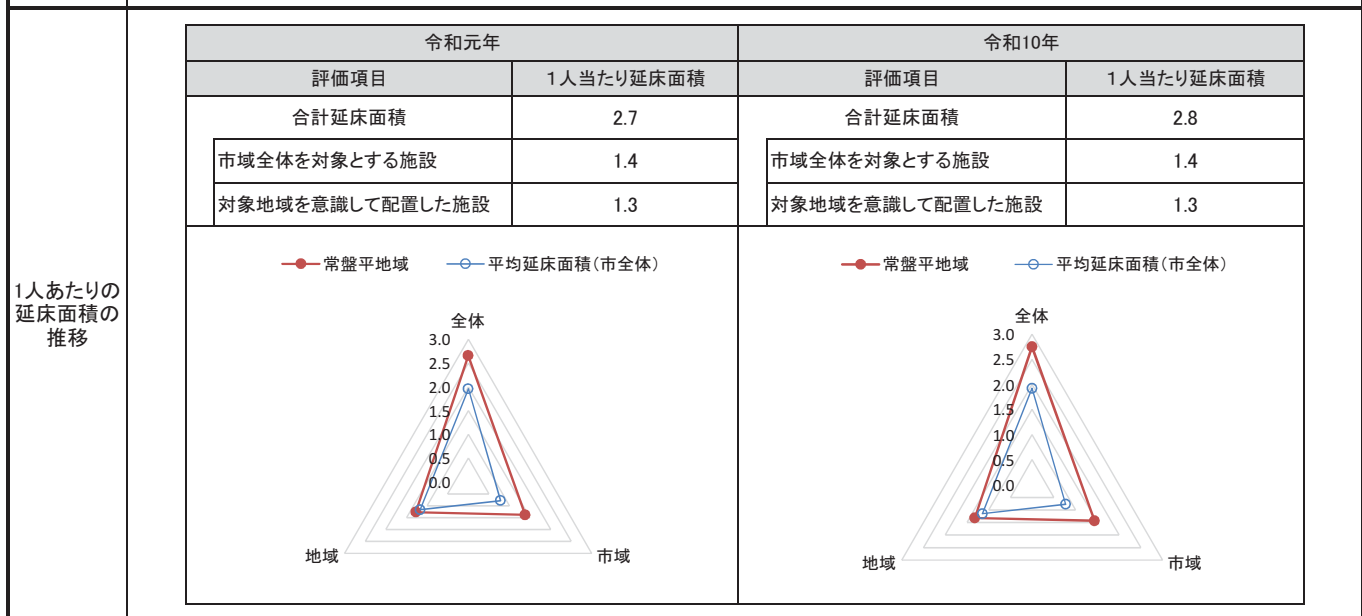 令和元年
令和10年
評価項目
1人当たり延床面積
評価項目
1人当たり延床面積
合計延床面積
2.7
合計延床面積
2.8
市域全体を対象とする施設
1.4
市域全体を対象とする施設
1.4
対象地域を意識して配置した施設
1.3
対象地域を意識して配置した施設
1.3
1人あたりの
延床面積の
推移
常盤平地域
平均延床面積(市全体)
全体
3.0
2.5
2.0
1.5
1.0
0.5
0.0
地域
市域
常盤平地域
平均延床面積(市全体)
全体
3.0
2.5
2.0
1.5
1.0
0.5
0.0
地域
市域